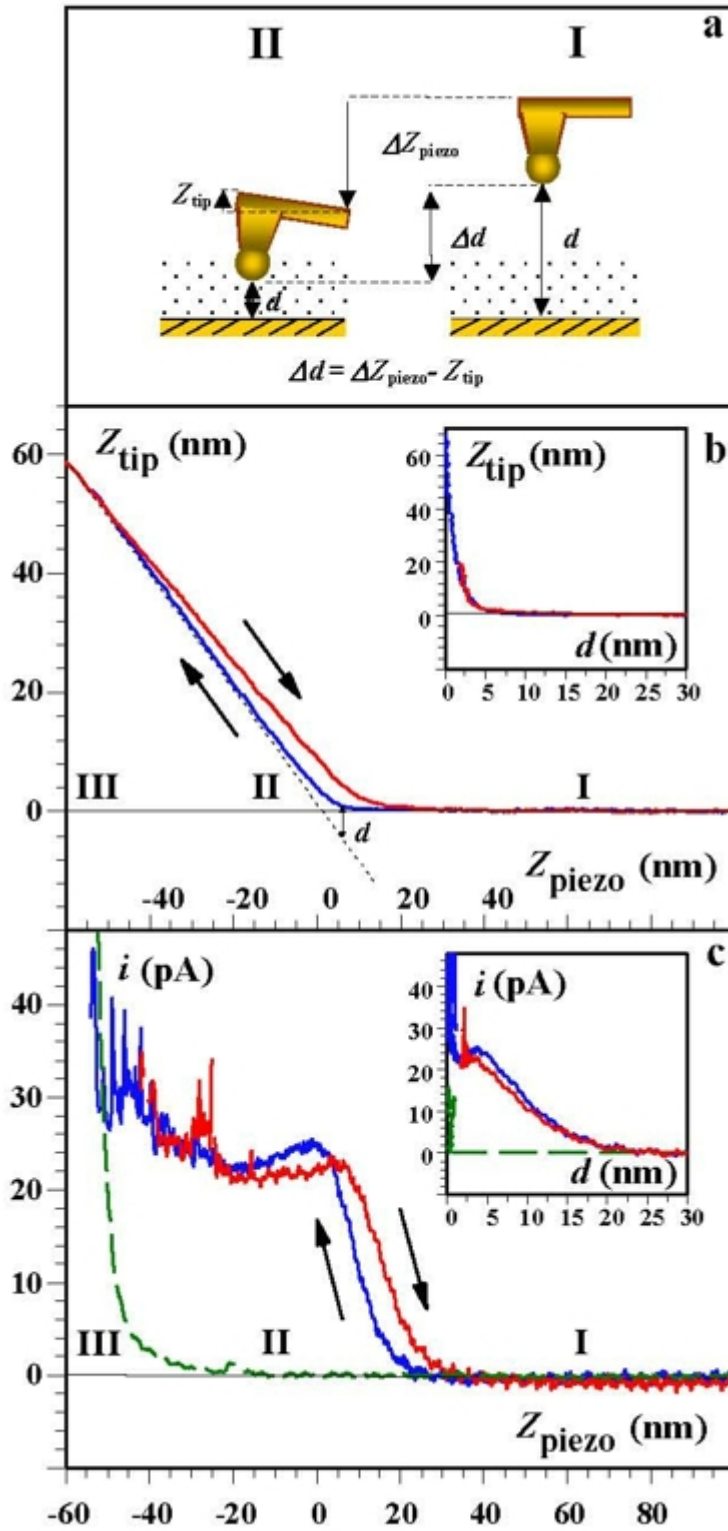 a
II I
ΔZpiezo
Ztip
Δd d
d
Δd = ΔZpiezo- Ztip
b
Ztip (nm)
60
40
20
0
III II I
d
Zpiezo (nm)
-40 -20 0 20 40
Ztip (nm)
60
40
20
0
d (nm)
0 5 10 15 20 25 30
c
i (pA)
40
30
20
10
0
III II I
Zpiezo (nm)
-60 -40 -20 0 20 40 60 80
i (pA)
40
30
20
10
0
d (nm)
0 5 10 15 20 25 30